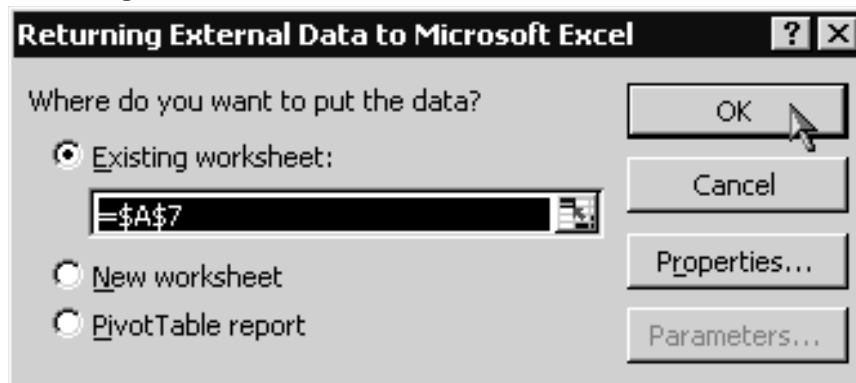 Returning External Data to Microsoft Excel
Where do you want to put the data?
Existing worksheet:
=$A$7
New worksheet
PivotTable report
OK
Cancel
Properties...
Parameters...